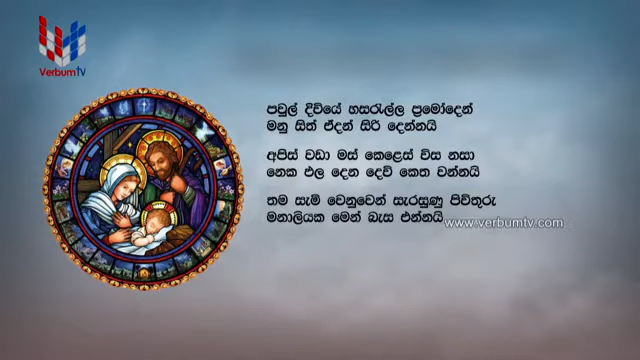 VerbumTV
පවුල් දිවියේ හසරැල්ල ප්‍රමෝදෙන්
මනු සිත් ඒදන් සිරි දෙන්නයි
අපිස් වඩා මස් කෙළෙස් විස නසා
නෙක ඵල දෙන දෙව් කෙත වන්නයි
තම සැමි වෙනුවෙන් සැරසුණු පිවිතුරු
මනාලියක මෙන් බැස එන්නයි
www.verbumtv.com